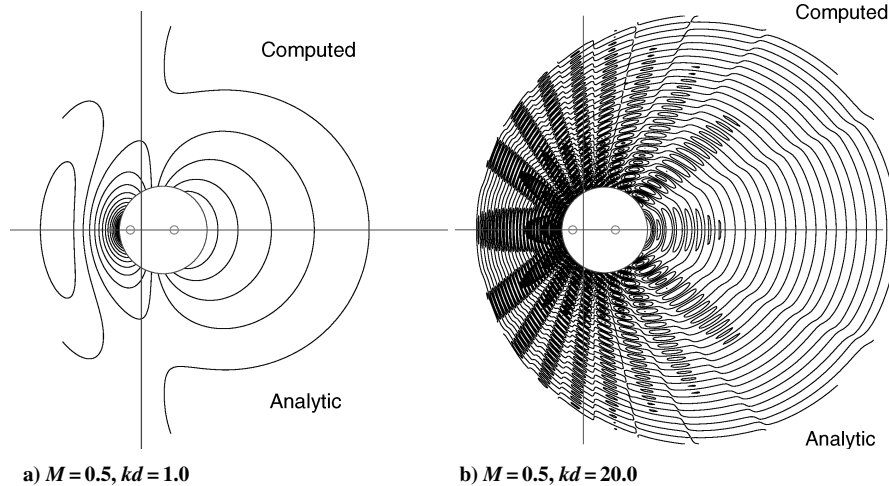 Computed
Analytic
a) M = 0.5, kd = 1.0
Computed
Analytic
b) M = 0.5, kd = 20.0